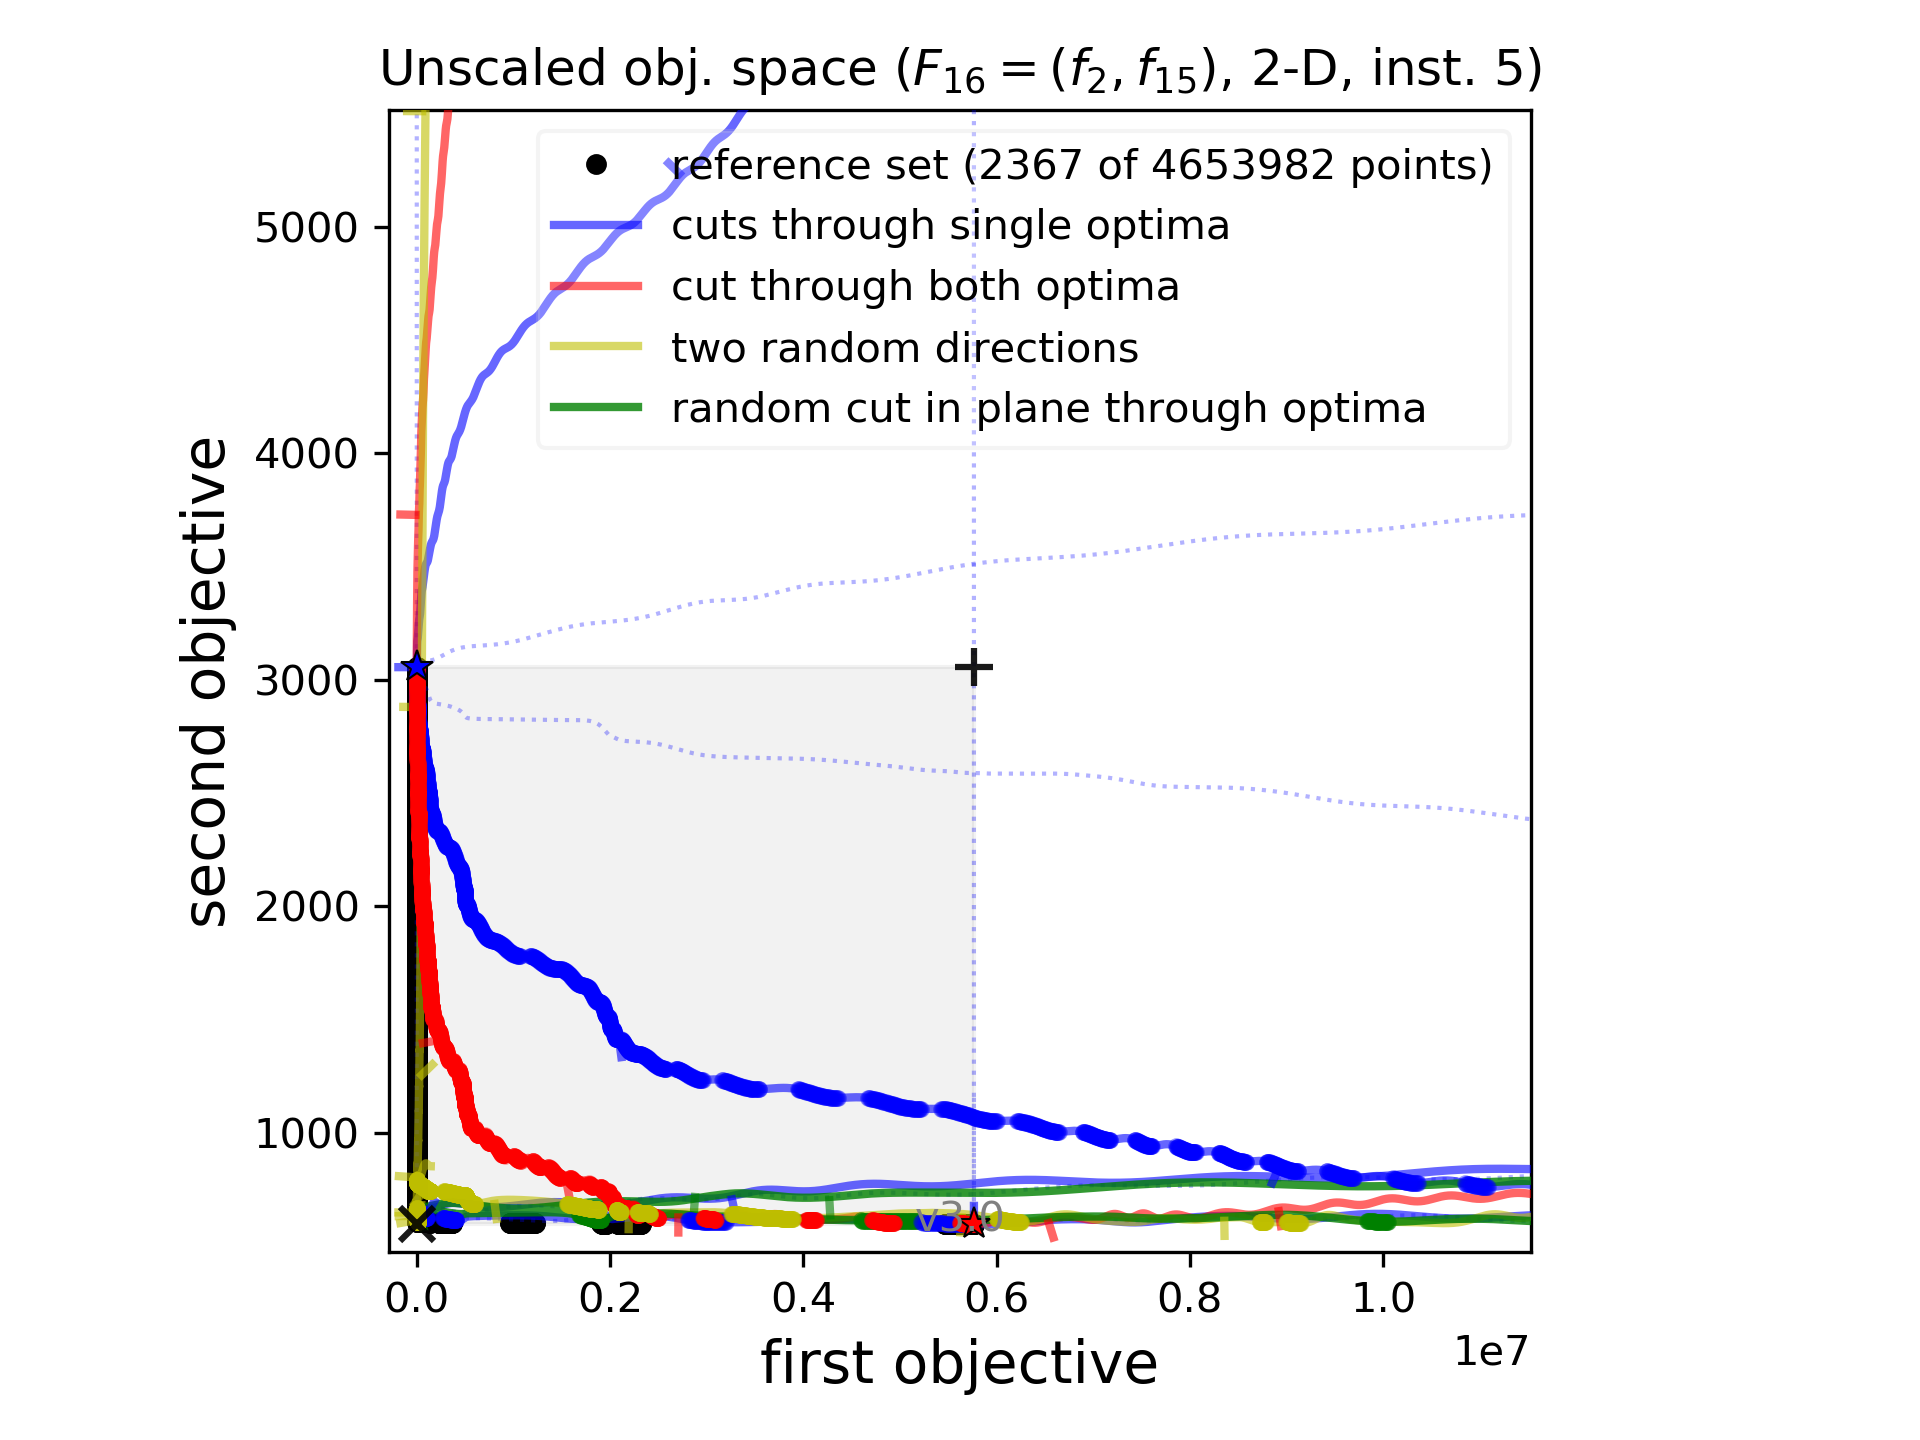 Unscaled obj. space (F₁₆ = (f₂, f₁₅), 2-D, inst. 5)
reference set (2367 of 4653982 points)
cuts through single optima
cut through both optima
two random directions
random cut in plane through optima
5000
4000
3000
2000
1000
second objective
v3.0
0.0 0.2 0.4 0.6 0.8 1.0
1e7
first objective